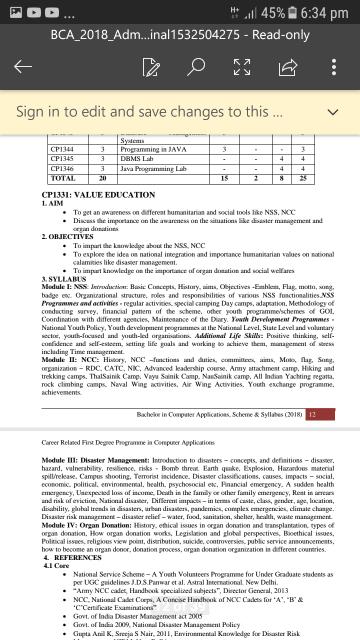 H+ 45% 6:34 pm
BCA_2018_Adm...inal1532504275 - Read-only
Sign in to edit and save changes to this ...
Systems
CP1344 3 Programming in JAVA 3 - - 3
CP1345 3 DBMS Lab - - 4 4
CP1346 3 Java Programming Lab - - 4 4
TOTAL 20 15 2 8 25
CP1331: VALUE EDUCATION
1. AIM
• To get an awareness on different humanitarian and social tools like NSS, NCC
• Discuss the importance on the awareness on the situations like disaster management and
organ donations
2. OBJECTIVES
• To impart the knowledge about the NSS, NCC
• To explore the idea on national integration and importance human values on national
calamities like disaster management.
• To impart knowledge on the importance of organ donation and social welfares
3. SYLLABUS
Module I: NSS: Introduction: Basic Concepts, History, aims, Objectives -Emblem, Flag, motto, song,
badge etc. Organizational structure, roles and responsibilities of various NSS functionalities.NSS
Programmes and activities - regular activities, special camping Day camps, adaptation, Methodology of
conducting survey, financial pattern of the scheme, other youth programme/schemes of GOI,
Coordination with different agencies, Maintenance of the Diary. Youth Development Programmes -
National Youth Policy, Youth development programmes at the National Level, State Level and voluntary
sector, youth-focused and youth-led organisations. Additional Life Skills: Positive thinking, self-
confidence and self-esteem, setting life goals and working to achieve them, management of stress
including Time management.
Module II: NCC: History, NCC –functions and duties, committees, aims, Moto, flag, Song,
organization – RDC, CATC, NIC, Advanced leadership course, Army attachment camp, Hiking and
trekking camps, ThalSainik Camp, Vayu Sainik Camp, NauSainik camp, All Indian Yachting regatta,
rock climbing camps, Naval Wing activities, Air Wing Activities, Youth exchange programme,
achievements.
Bachelor in Computer Applications, Scheme & Syllabus (2018) 12
Career Related First Degree Programme in Computer Applications
Module III: Disaster Management: Introduction to disasters – concepts, and definitions – disaster,
hazard, vulnerability, resilience, risks - Bomb threat. Earth quake, Explosion, Hazardous material
spill/release, Campus shooting, Terrorist incidence, Disaster classifications, causes, impacts – social,
economic, political, environmental, health, psychosocial etc, Financial emergency, A sudden health
emergency, Unexpected loss of income, Death in the family or other family emergency, Rent in arears
and risk of eviction, National disaster, Different impacts – in terms of caste, class, gender, age, location,
disability, global trends in disasters, urban disasters, pandemics, complex emergencies, climate change.
Disaster risk management – disaster relief – water, food, sanitation, shelter, health, waste management.
Module IV: Organ Donation: History, ethical issues in organ donation and transplantation, types of
organ donation, How organ donation works, Legislation and global perspectives, Bioethical issues,
Political issues, religious view point, distribution, suicide, controversies, public service announcements,
how to become an organ donor, donation process, organ donation organization in different countries.
4. REFERENCES
4.1 Core
• National Service Scheme – A Youth Volunteers Programme for Under Graduate students as
per UGC guidelines J.D.S.Panwar et al. Astral International. New Delhi.
• "Army NCC cadet, Handbook specialized subjects", Director General, 2013
• NCC, National Cadet Corps, A Concise Handbook of NCC Cadets for 'A', 'B' &
'C'Certificate Examinations"
• Govt. of India Disaster Management act 2005
• Govt. of India 2009, National Disaster Management Policy
• Gupta Anil K, Sreeja S Nair, 2011, Environmental Knowledge for Disaster Risk